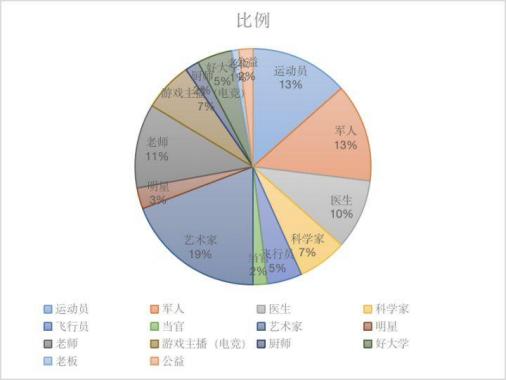 比例
运动员
13%
军人
13%
医生
10%
科学家
7%
飞行员
5%
当官
2%
艺术家
19%
明星
3%
老师
11%
游戏主播（电竞）
7%
厨师
2%
好大学
5%
老板
1%
公益
2%
运动员 军人 医生 科学家
飞行员 当官 艺术家 明星
老师 游戏主播（电竞） 厨师 好大学
老板 公益